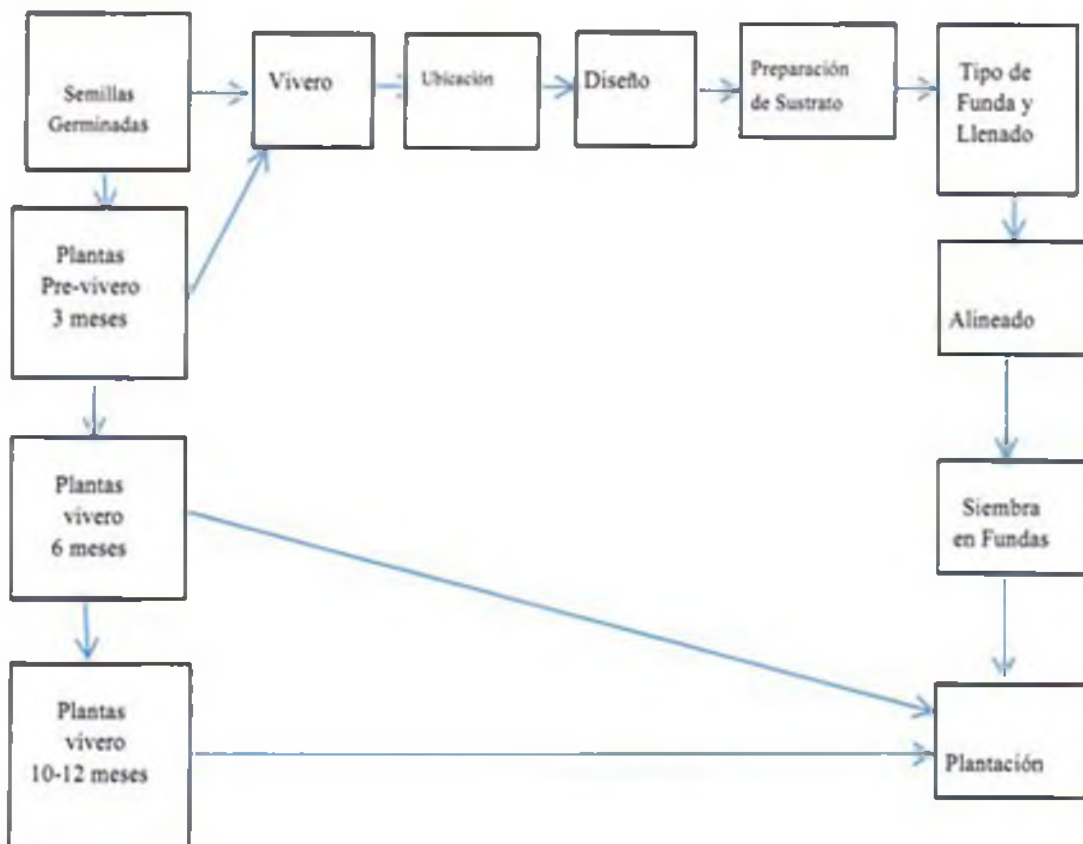 Semillas
Germinadas
Vivero
Ubicación
Diseño
Preparación
de Sustrato
Tipo de
Funda y
Llenado
Plantas
Pre-vivero
3 meses
Alineado
Plantas
vivero
6 meses
Siembra
en Fundas
Plantas
vivero
10-12 meses
Plantación